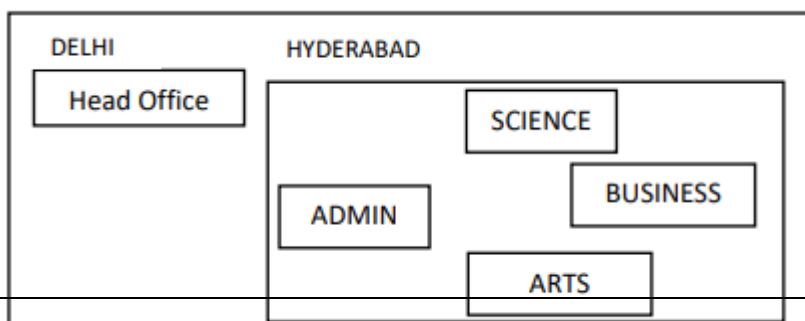 DELHI
HYDERABAD
Head Office
SCIENCE
BUSINESS
ADMIN
ARTS